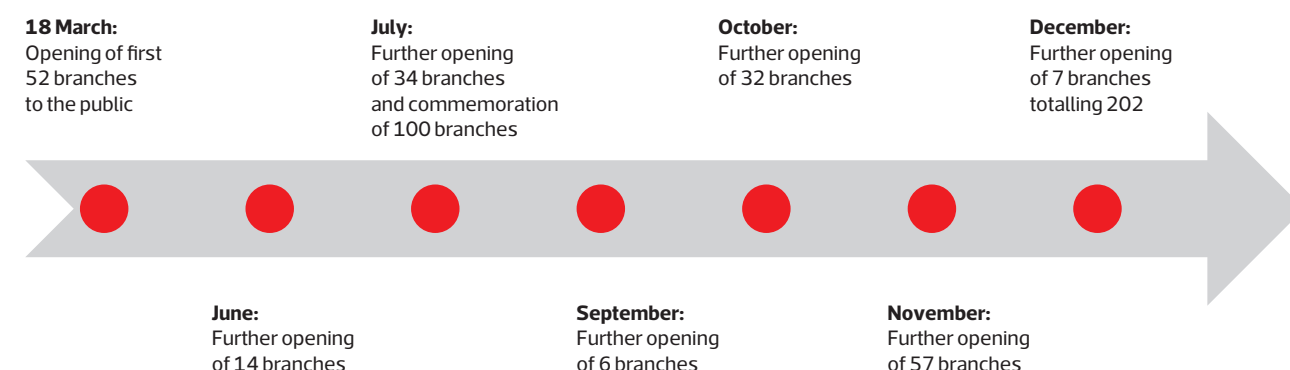 18 March:
Opening of first
52 branches
to the public
July:
Further opening
of 34 branches
and commemoration
of 100 branches
October:
Further opening
of 32 branches
December:
Further opening
of 7 branches
totalling 202
June:
Further opening
of 14 branches
September:
Further opening
of 6 branches
November:
Further opening
of 57 branches